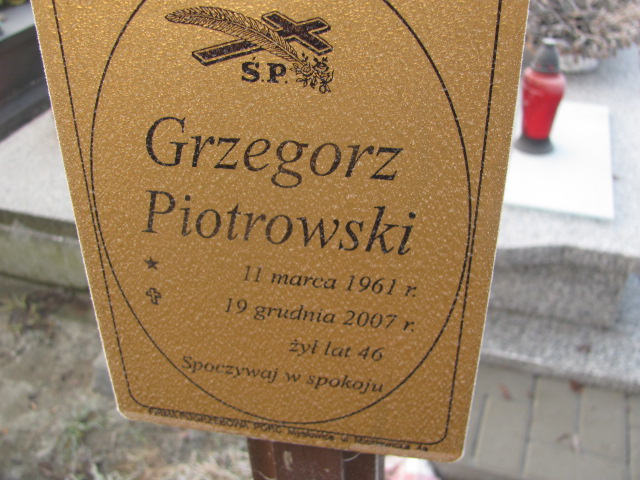 Ś.P.
Grzegorz
Piotrowski
11 marca 1961 r.
19 grudnia 2007 r.
żył lat 46
Spoczywaj w spokoju